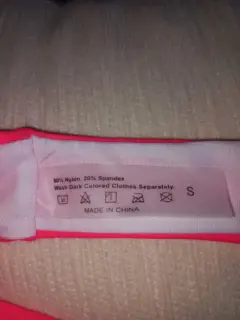 80% Nylon. 20% Spandex
Wash Dark Colored Clothes Separately.
S
MADE IN CHINA